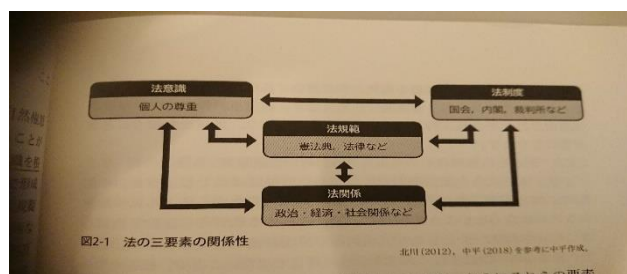 法意識
個人の尊重
法制度
国会、内閣、裁判所など
法規範
憲法典、法律など
法関係
政治・経済・社会関係など
図2-1 法の三要素の関係性
北川(2012)、中平(2018)を参考に中平作成。